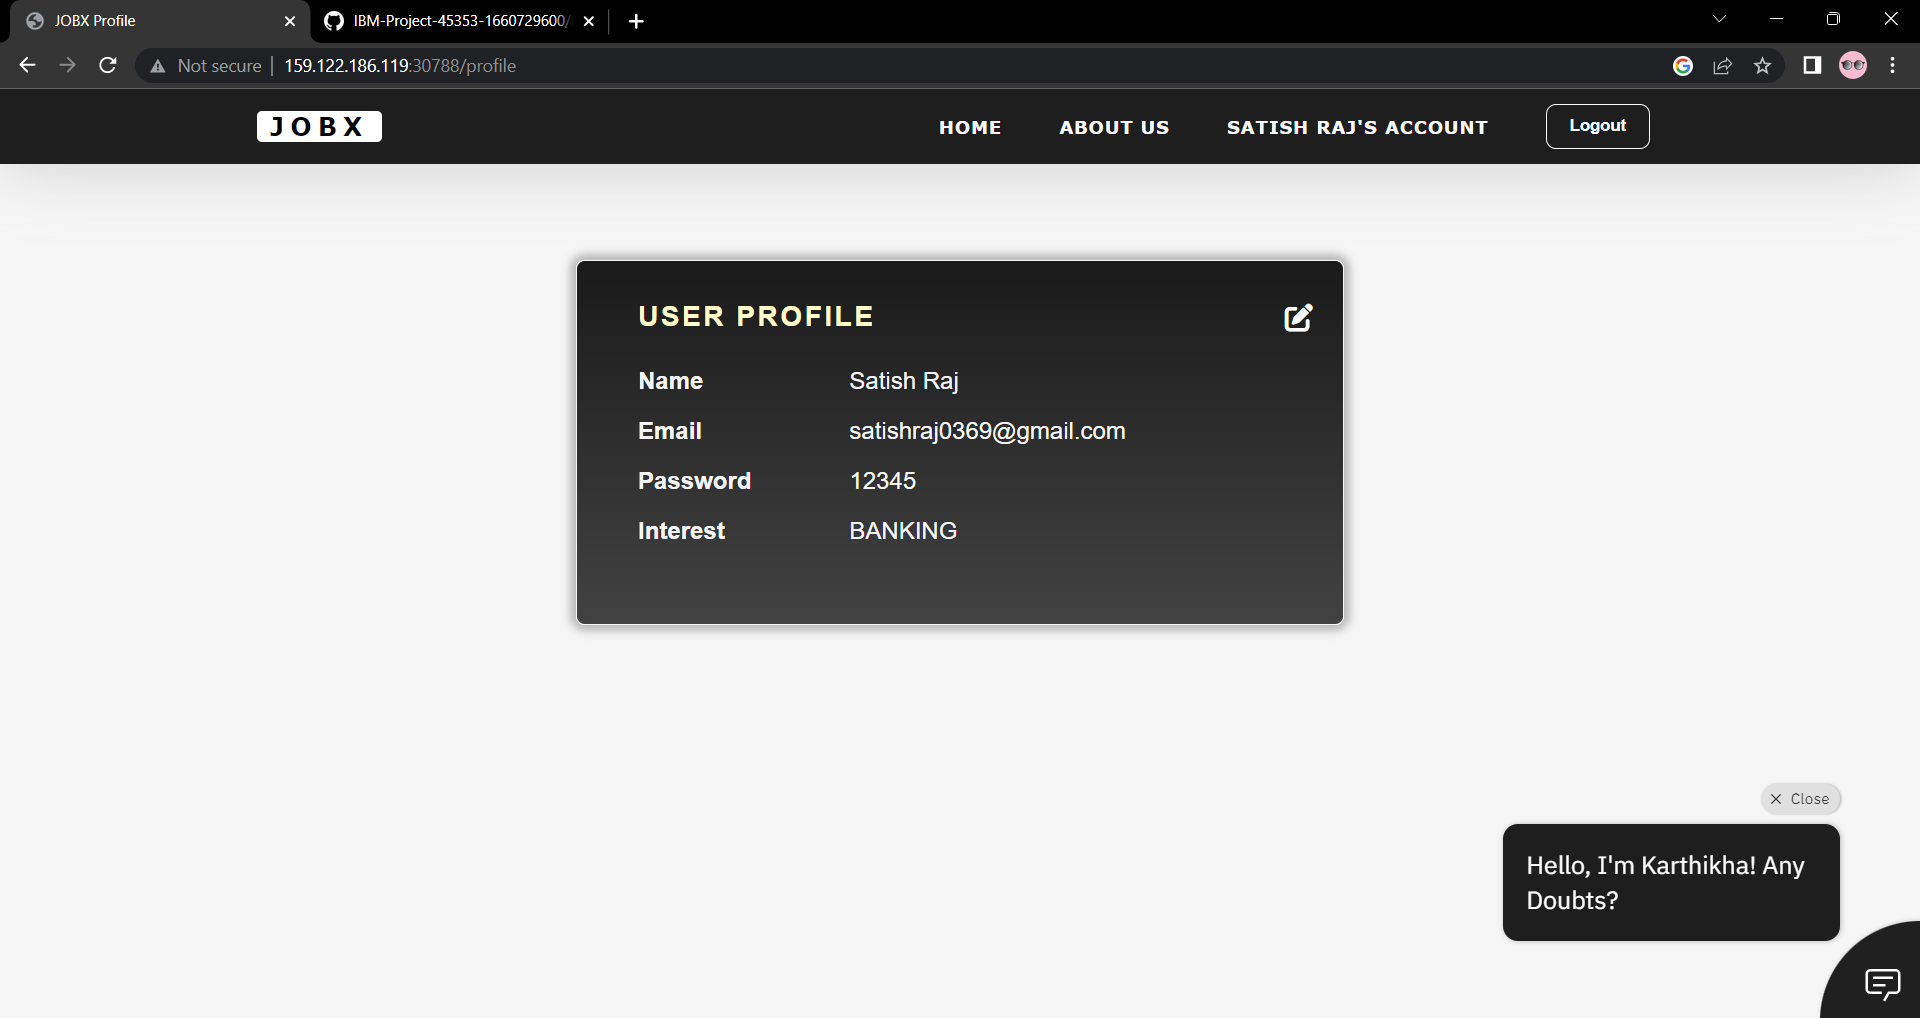 JOBX Profile
IBM-Project-45353-1660729600/
Not secure
159.122.186.119:30788/profile
JOBX
HOME
ABOUT US
SATISH RAJ'S ACCOUNT
Logout
USER PROFILE
Name Satish Raj
Email satishraj0369@gmail.com
Password 12345
Interest BANKING
Close
Hello, I'm Karthikha! Any
Doubts?